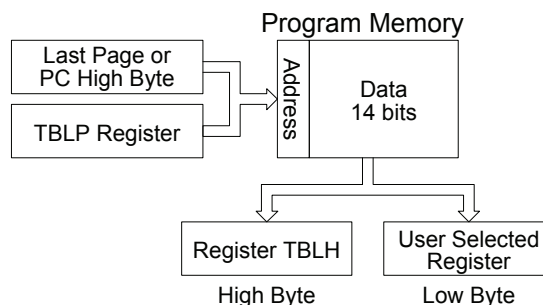 Program Memory
Last Page or
PC High Byte
TBLP Register
Address
Data
14 bits
Register TBLH
User Selected
Register
High Byte
Low Byte